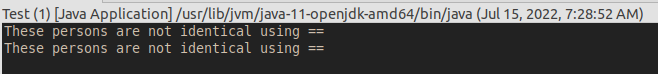 Test (1) [Java Application] /usr/lib/jvm/java-11-openjdk-amd64/bin/java (Jul 15, 2022, 7:28:52 AM)
These persons are not identical using ==
These persons are not identical using ==